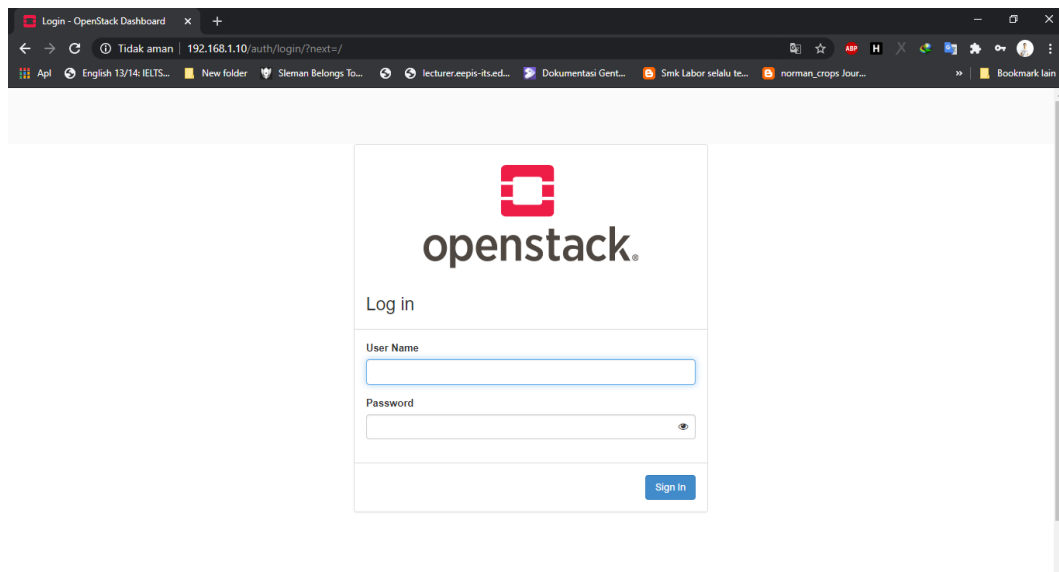 Login - OpenStack Dashboard
Tidak aman | 192.168.1.10/auth/login/?next=/
ABP
H
Apl English 13/14: IELTS... New folder Sleman Belongs To... lecturer.eepis-its.ed... Dokumentasi Gent... Smk Labor selalu te... norman_crops Jour... » Bookmark lain
openstack.
Log in
User Name
Password
Sign In